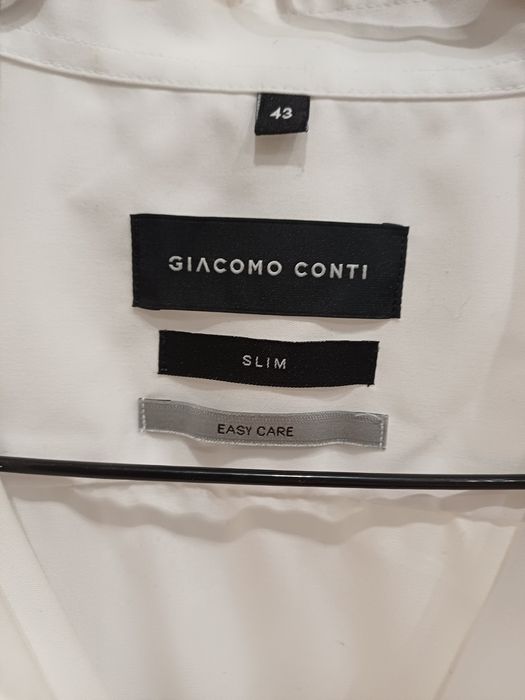 43
GIACOMO CONTI
SLIM
EASY CARE